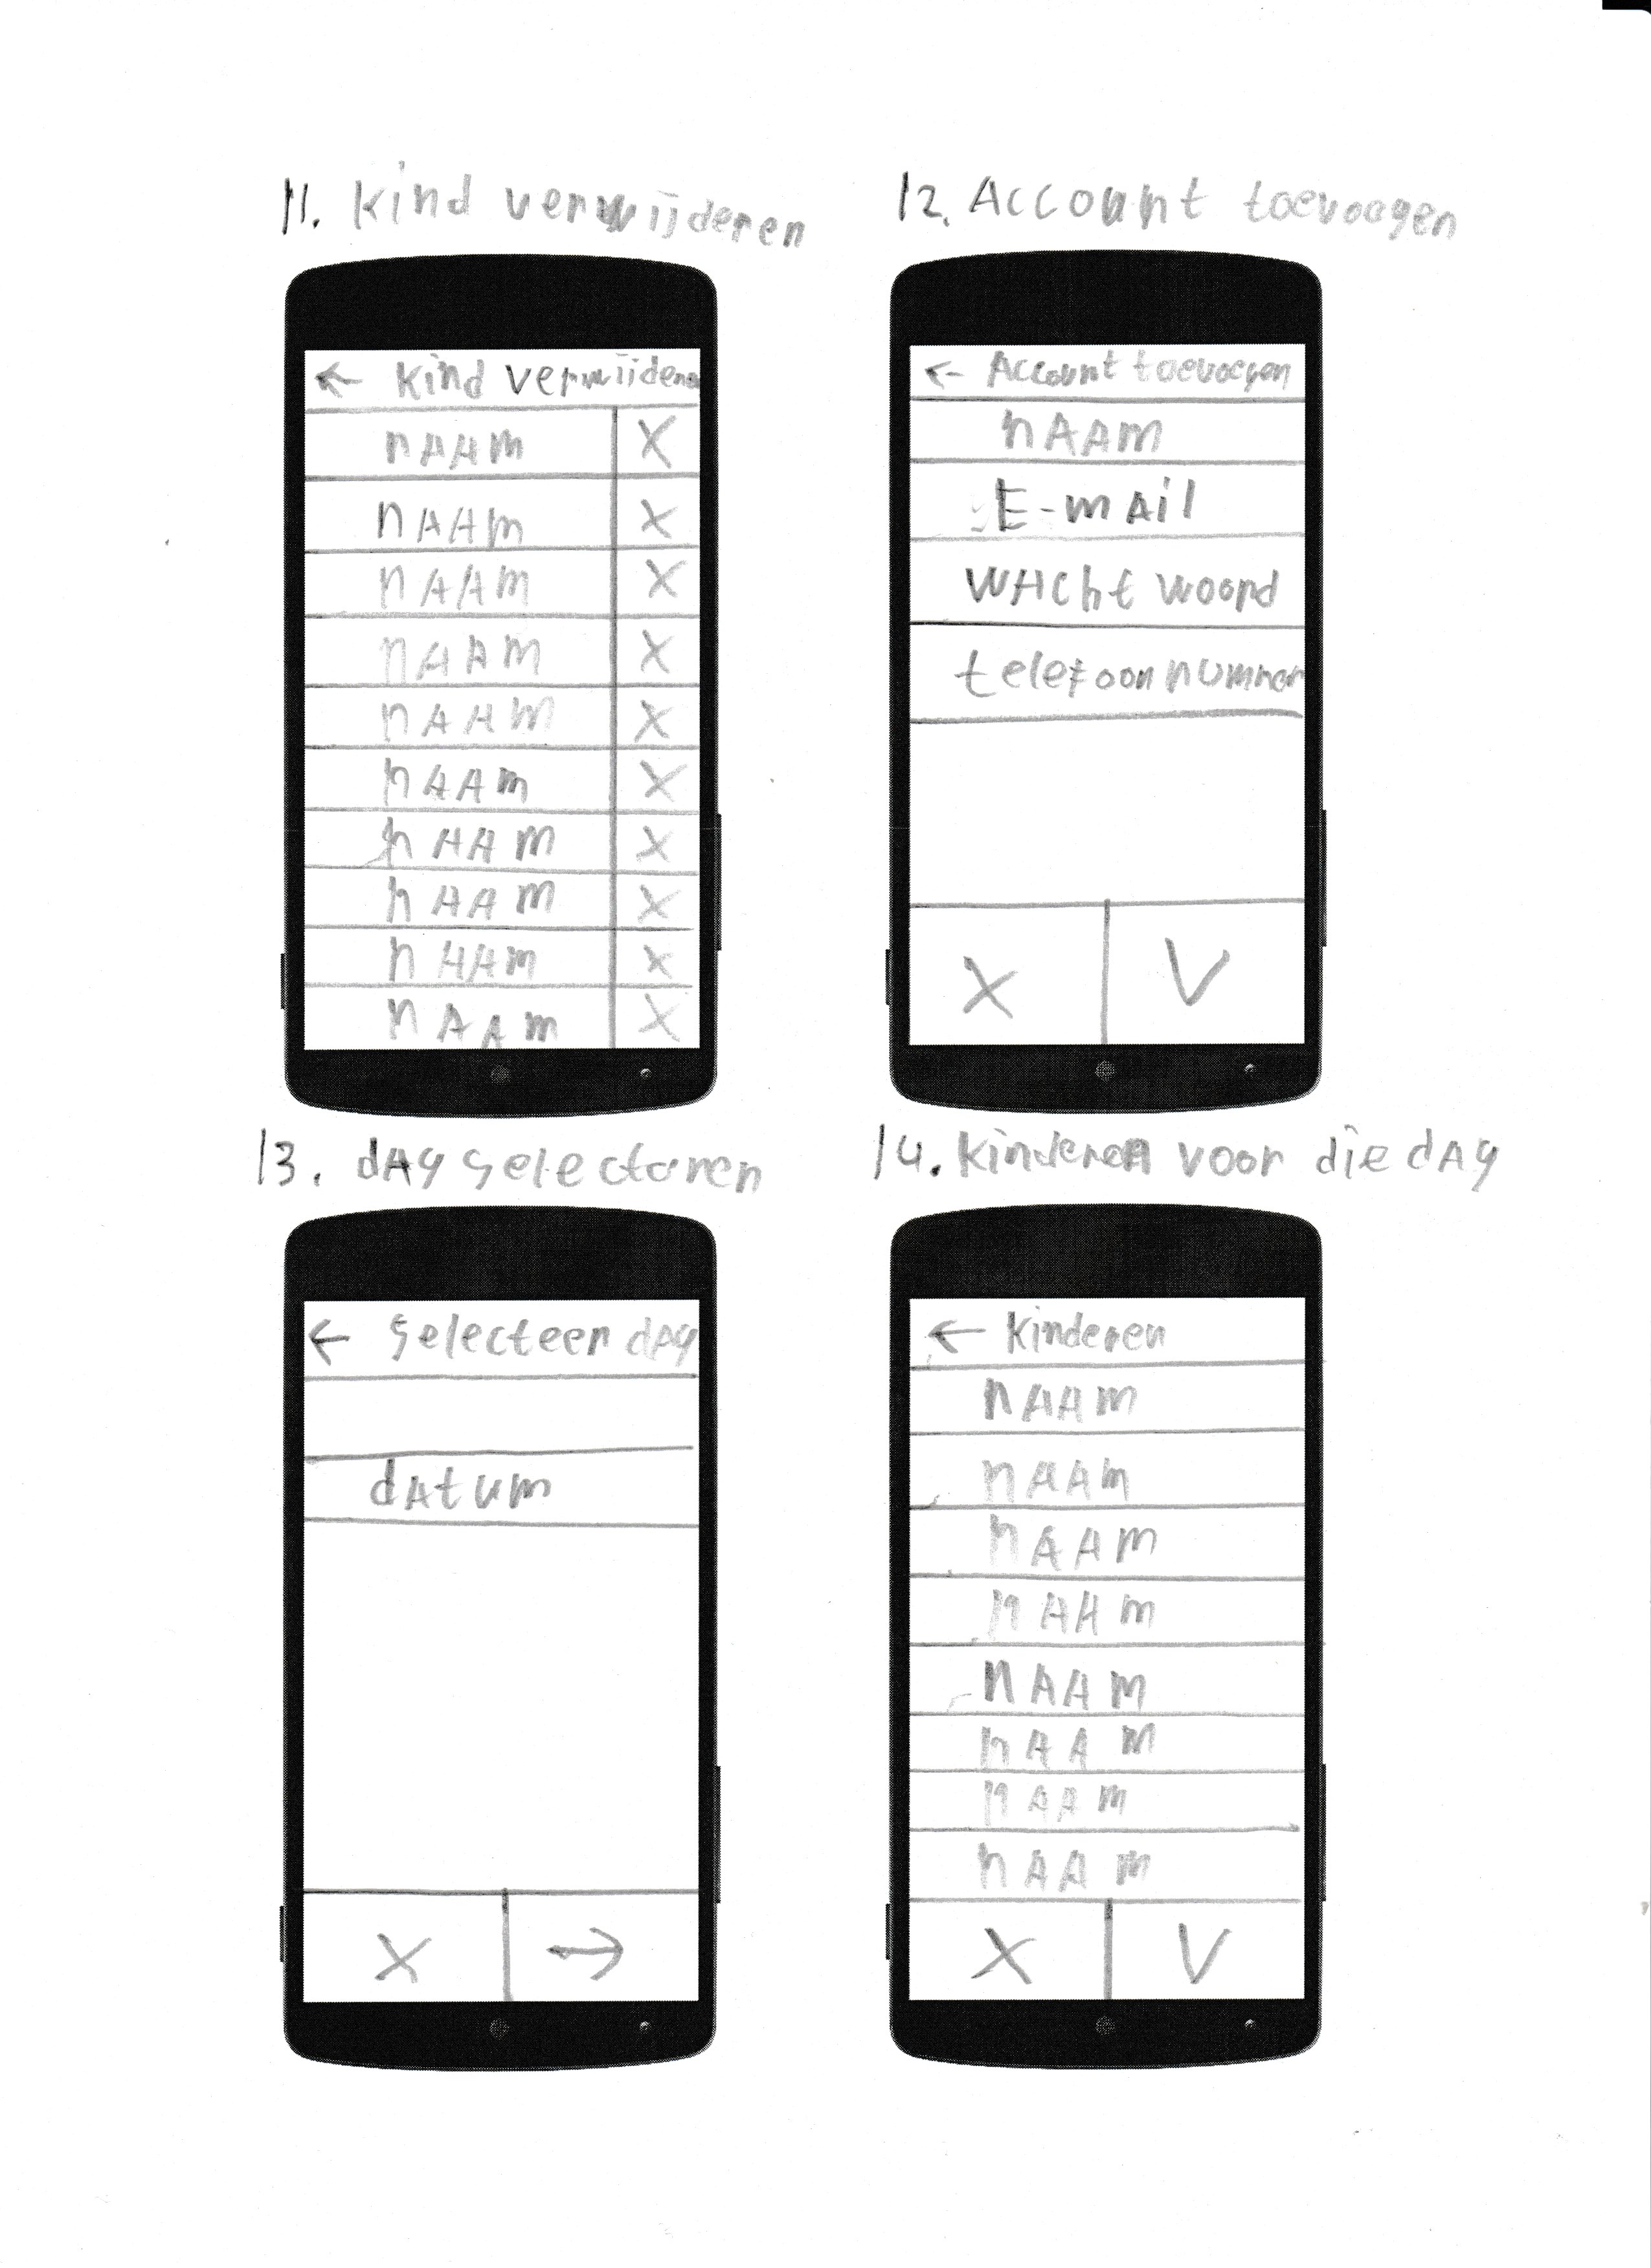 11. Kind verwijderen
12. Account toevoegen
← Kind verwijderen
nAAm X
nAAm X
nAAm X
nAAm X
nAAm X
nAAm X
nAAm X
nAAm X
nAAm X
nAAm X
← Account toevoegen
nAAm
E-mAil
wAcht woord
telefoonnummer
X V
13. dAg selecteren
14. Kinderen voor die dAg
← Selecteer dAg
dAtum
X →
← Kinderen
nAAm
nAAm
nAAm
nAAm
nAAm
nAAm
nAAm
nAAm
X V